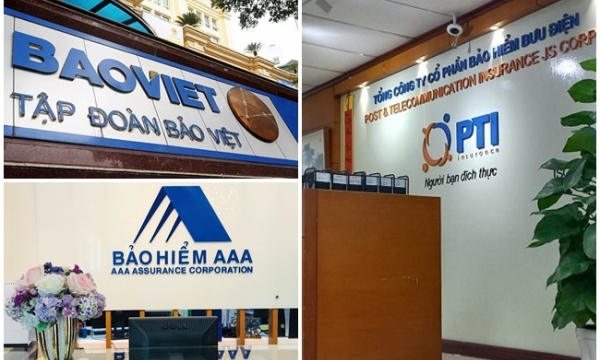 BAOVIET
TẬP ĐOÀN BẢO VIỆT
BẢO HIỂM AAA
AAA ASSURANCE CORPORATION
TỔNG CÔNG TY CỔ PHẦN BẢO HIỂM BƯU ĐIỆN
POST & TELECOMMUNICATION INSURANCE JS CORP
PTI
insurance
Người bạn đích thực